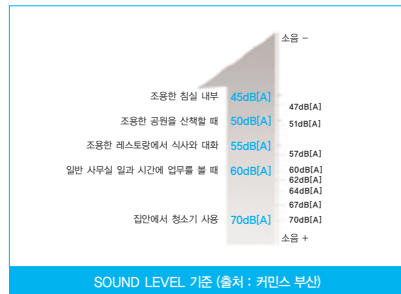 소음 -
조용한 침실 내부 45dB[A]
47dB[A]
조용한 공원을 산책할 때 50dB[A] 51dB[A]
조용한 레스토랑에서 식사와 대화 55dB[A]
57dB[A]
일반 사무실 일과 시간에 업무를 볼 때 60dB[A] 60dB[A]
62dB[A]
64dB[A]
67dB[A]
집안에서 청소기 사용 70dB[A] 70dB[A]
소음 +
SOUND LEVEL 기준 (출처 : 커민스 부산)